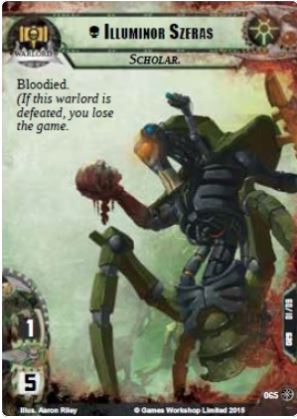 Illuminor Szeras
WARLORD
Scholar.
Bloodied.
(If this warlord is
defeated, you lose
the game.
1
5
065
Illus. Aaron Riley
© Games Workshop Limited 2015